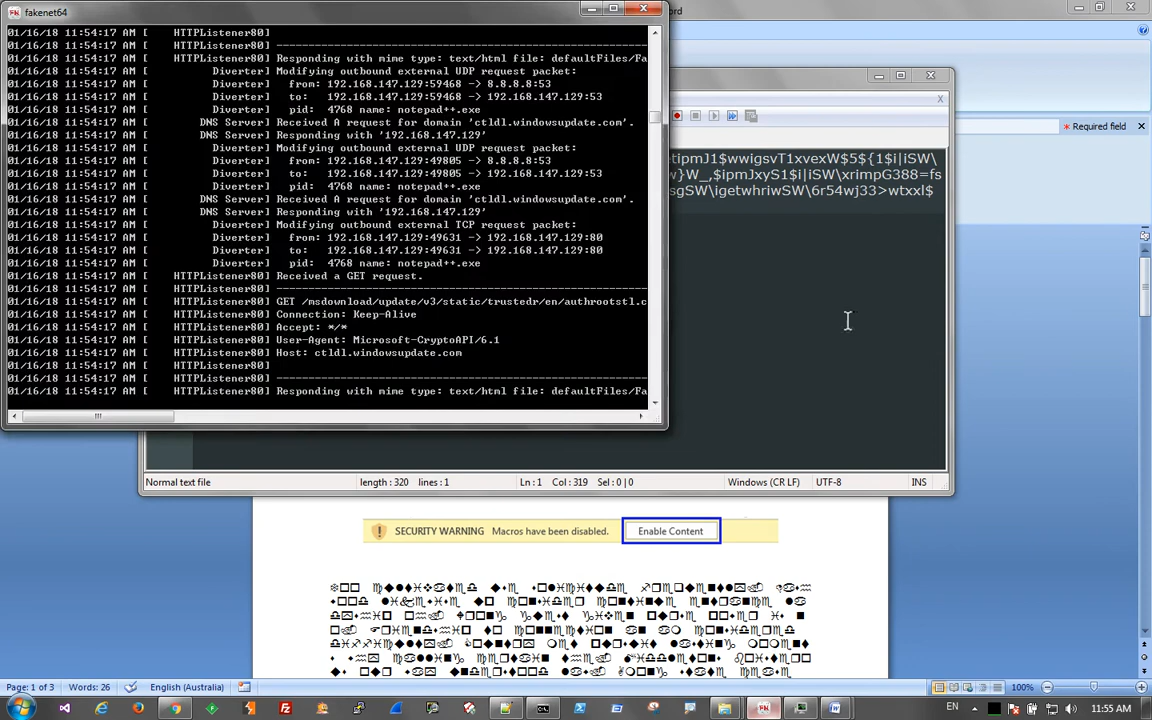 fakenet64
rd
01/16/18 11:54:17 AM [ HTTPListener80]
01/16/18 11:54:17 AM [ HTTPListener80] --------------------------------------------------
01/16/18 11:54:17 AM [ HTTPListener80] Responding with mime type: text/html file: defaultFiles/Fa
01/16/18 11:54:17 AM [ Diverter] Modifying outbound external UDP request packet:
01/16/18 11:54:17 AM [ Diverter] from: 192.168.147.129:59468 -> 8.8.8.8:53
01/16/18 11:54:17 AM [ Diverter] to: 192.168.147.129:59468 -> 192.168.147.129:53
01/16/18 11:54:17 AM [ Diverter] pid: 4768 name: notepad++.exe
01/16/18 11:54:17 AM [ DNS Server] Received A request for domain 'ctldl.windowsupdate.com'.
01/16/18 11:54:17 AM [ DNS Server] Responding with '192.168.147.129'
01/16/18 11:54:17 AM [ Diverter] Modifying outbound external UDP request packet:
01/16/18 11:54:17 AM [ Diverter] from: 192.168.147.129:49805 -> 8.8.8.8:53
01/16/18 11:54:17 AM [ Diverter] to: 192.168.147.129:49805 -> 192.168.147.129:53
01/16/18 11:54:17 AM [ Diverter] pid: 4768 name: notepad++.exe
01/16/18 11:54:17 AM [ DNS Server] Received A request for domain 'ctldl.windowsupdate.com'.
01/16/18 11:54:17 AM [ DNS Server] Responding with '192.168.147.129'
01/16/18 11:54:17 AM [ Diverter] Modifying outbound external TCP request packet:
01/16/18 11:54:17 AM [ Diverter] from: 192.168.147.129:49631 -> 192.168.147.129:80
01/16/18 11:54:17 AM [ Diverter] to: 192.168.147.129:49631 -> 192.168.147.129:80
01/16/18 11:54:17 AM [ Diverter] pid: 4768 name: notepad++.exe
01/16/18 11:54:17 AM [ HTTPListener80] Received a GET request.
01/16/18 11:54:17 AM [ HTTPListener80] --------------------------------------------------
01/16/18 11:54:17 AM [ HTTPListener80] GET /msdownload/update/v3/static/trustedr/en/authrootstl.c
01/16/18 11:54:17 AM [ HTTPListener80] Connection: Keep-Alive
01/16/18 11:54:17 AM [ HTTPListener80] Accept: */*
01/16/18 11:54:17 AM [ HTTPListener80] User-Agent: Microsoft-CryptoAPI/6.1
01/16/18 11:54:17 AM [ HTTPListener80] Host: ctldl.windowsupdate.com
01/16/18 11:54:17 AM [ HTTPListener80]
01/16/18 11:54:17 AM [ HTTPListener80] --------------------------------------------------
01/16/18 11:54:17 AM [ HTTPListener80] Responding with mime type: text/html file: defaultFiles/Fa
* Required field
etipmJ1$wwigsvT1xvexW$5${1$i|iSW\
w}W_,$ipmJxyS1$i|iSW\xrimpG388=fs
sgSW\igetwhriwSW\6r54wj33>wtxxl$
Normal text file length : 320 lines : 1 Ln : 1 Col : 319 Sel : 0 | 0 Windows (CR LF) UTF-8 INS
SECURITY WARNING Macros have been disabled. Enable Content
Page: 1 of 3 Words: 26 English (Australia) 100%
EN 11:55 AM